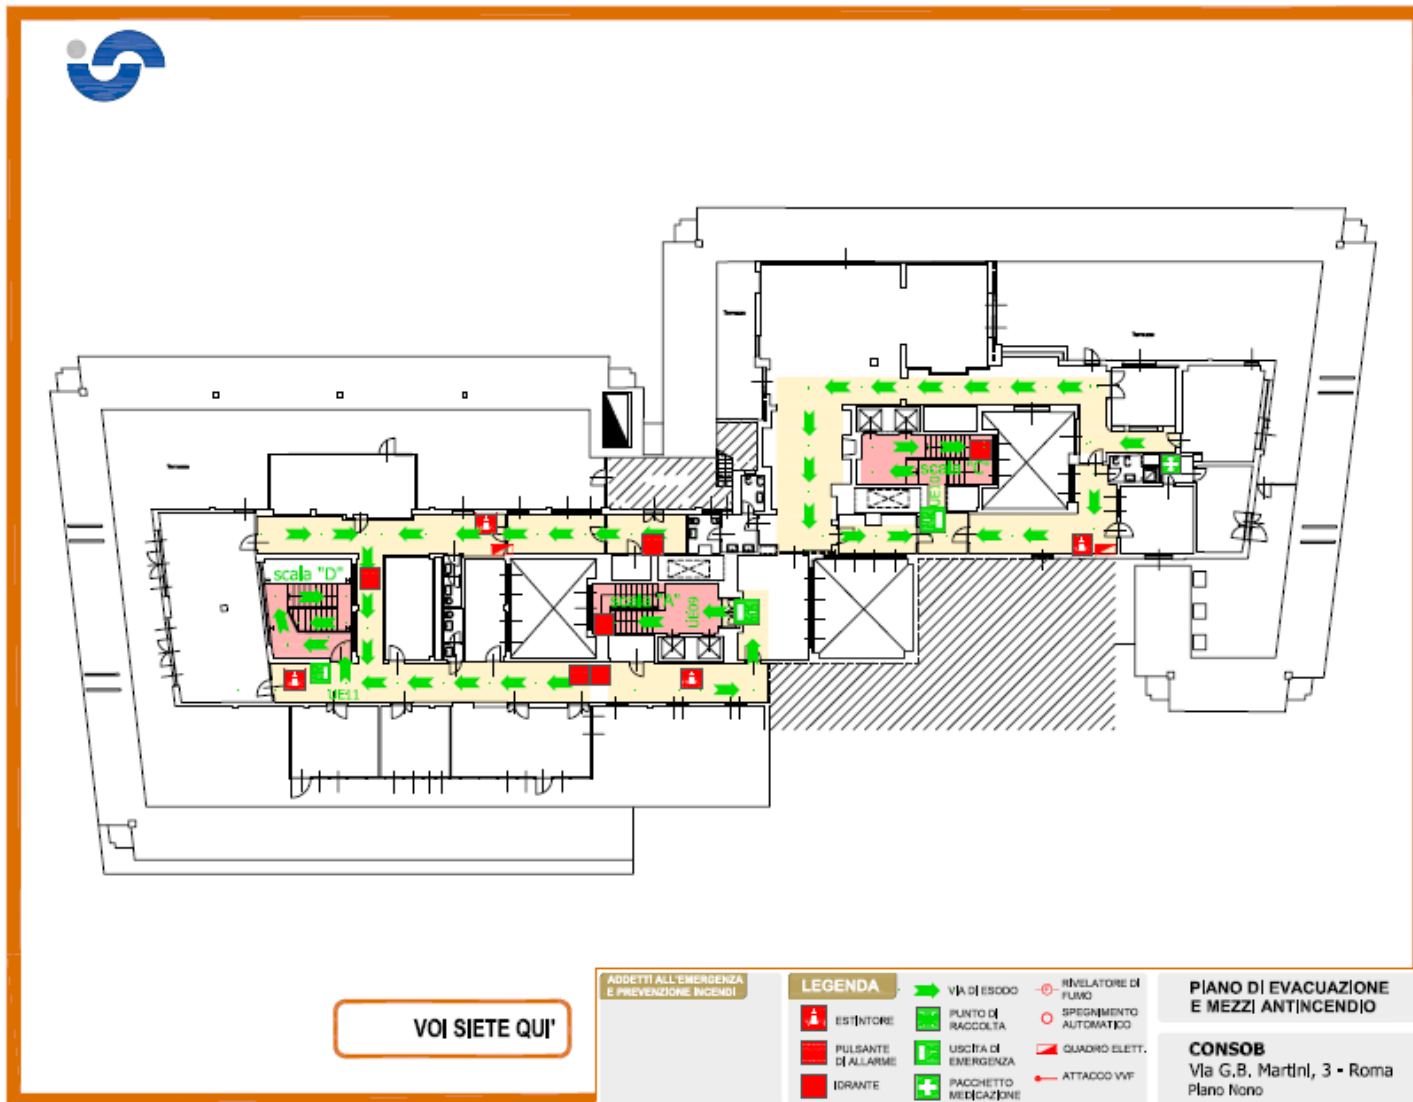 Terrazzo
Terrazza
Terrazzo
scala "C"
UE10
scala "D"
scala "A"
UE09
UE11
VOI SIETE QUI'
ADDETTI ALL'EMERGENZA
E PREVENZIONE INCENDI
LEGENDA
ESTINTORE
PULSANTE
DI ALLARME
IDRANTE
VIA DI ESODO
PUNTO DI
RACCOLTA
USCITA DI
EMERGENZA
PACCHETTO
MEDICAZIONE
RIVELATORE DI
FUMO
SPEGNIMENTO
AUTOMATICO
QUADRO ELETT.
ATTACCO VVF
PIANO DI EVACUAZIONE
E MEZZI ANTINCENDIO
CONSOB
Via G.B. Martini, 3 - Roma
Piano Nono